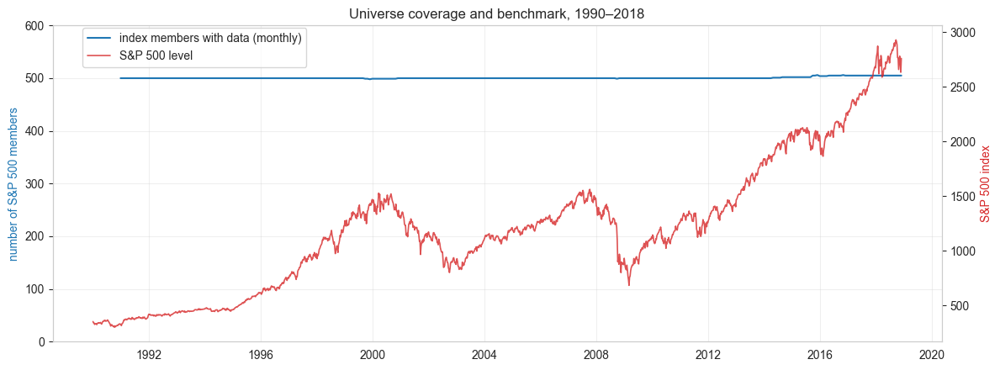 Universe coverage and benchmark, 1990–2018
index members with data (monthly)
S&P 500 level
number of S&P 500 members
600
500
400
300
200
100
0
3000
2500
2000
1500
1000
500
S&P 500 index
1992 1996 2000 2004 2008 2012 2016 2020